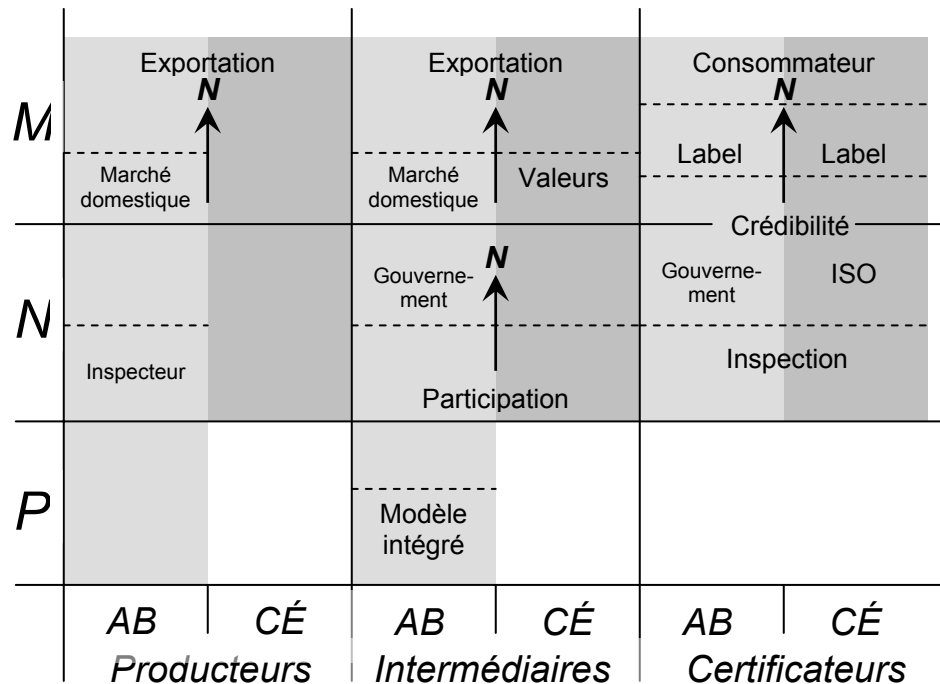 Exportation
Exportation
Consommateur
N
N
N
M
Marché
domestique
Marché
domestique
Valeurs
Label
Label
Crédibilité
N
Gouverne-
ment
N
Gouverne-
ment
ISO
Inspecteur
Inspection
Participation
P
Modèle
intégré
AB
CÉ
AB
CÉ
AB
CÉ
Producteurs
Intermédiaires
Certificateurs